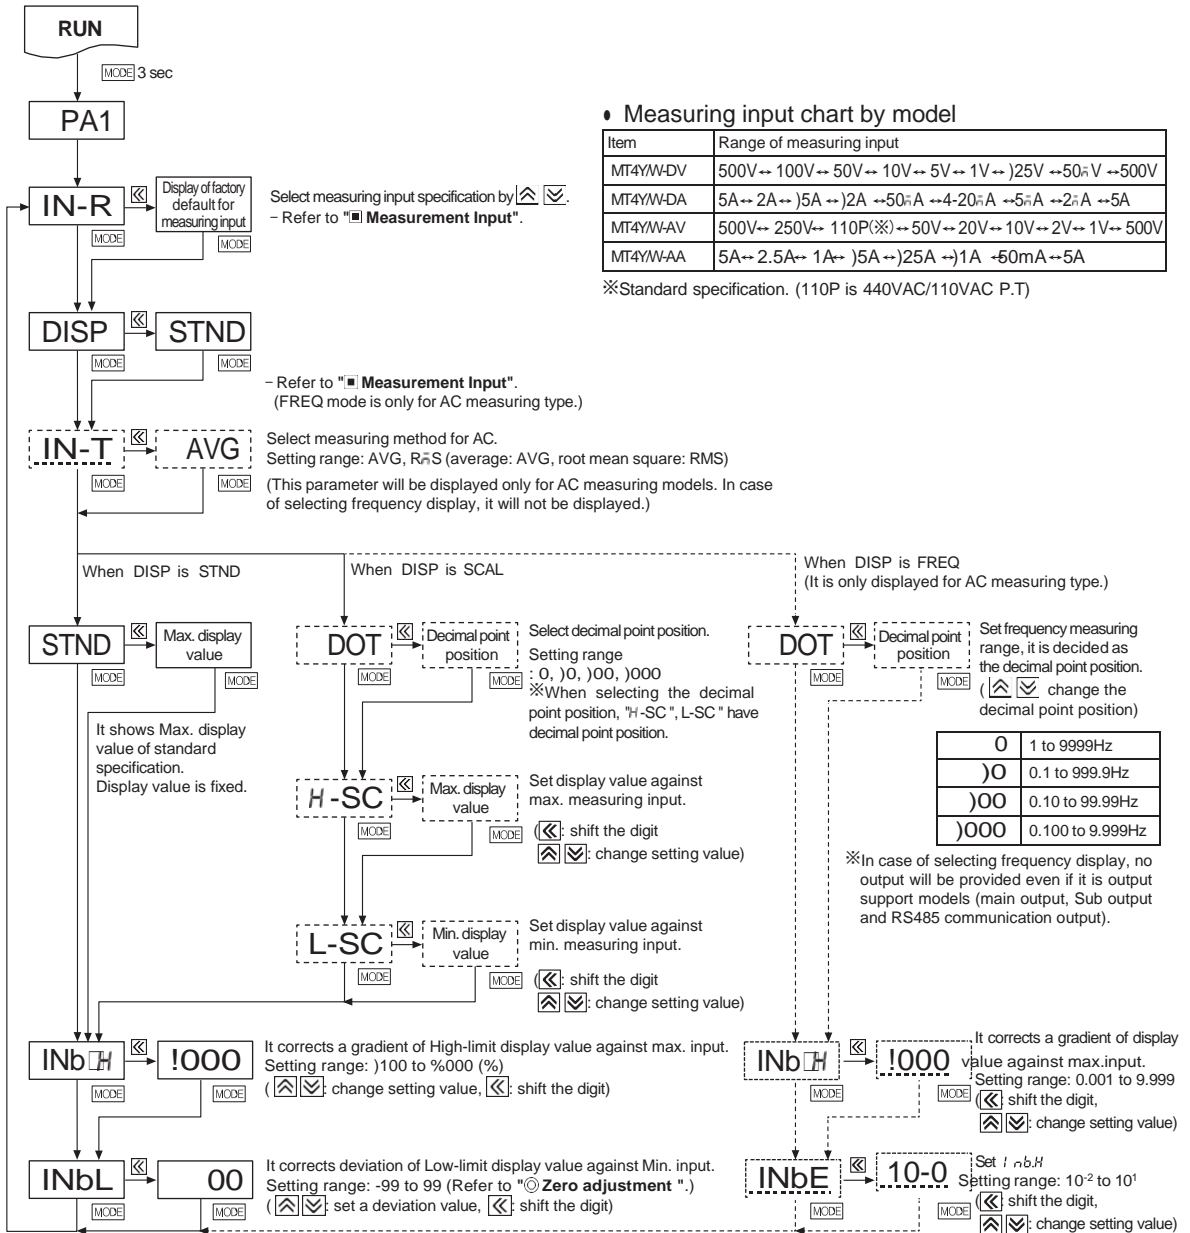 RUN
MODE 3 sec
PA1
IN-R
MODE
Display of factory
default for
measuring input
MODE
Select measuring input specification by .
- Refer to "■ Measurement Input".
• Measuring input chart by model
Item Range of measuring input
MT4Y/W-DV 500V↔ 100V↔ 50V↔ 10V↔ 5V↔ 1V↔ )25V ↔50mV ↔500V
MT4Y/W-DA 5A↔ 2A↔ )5A ↔)2A ↔50mA ↔4-20mA ↔5mA ↔2mA ↔5A
MT4Y/W-AV 500V↔ 250V↔ 110P(※)↔50V↔20V↔10V↔2V↔1V↔ 500V
MT4Y/W-AA 5A↔ 2.5A↔ 1A↔ )5A↔)25A ↔)1A ↔50mA↔5A
※Standard specification. (110P is 440VAC/110VAC P.T)
DISP
MODE
STND
MODE
- Refer to "■ Measurement Input".
(FREQ mode is only for AC measuring type.)
IN-T
MODE
AVG
MODE
Select measuring method for AC.
Setting range: AVG, RmS (average: AVG, root mean square: RMS)
(This parameter will be displayed only for AC measuring models. In case
of selecting frequency display, it will not be displayed.)
When DISP is STND
When DISP is SCAL
When DISP is FREQ
(It is only displayed for AC measuring type.)
STND
MODE
Max. display
value
MODE
It shows Max. display
value of standard
specification.
Display value is fixed.
DOT
MODE
Decimal point
position
MODE
Select decimal point position.
Setting range
: 0, )0, )00, )000
※When selecting the decimal
point position, "H-SC ", L-SC " have
decimal point position.
H-SC
MODE
Max. display
value
MODE
Set display value against
max. measuring input.
(: shift the digit
: change setting value)
L-SC
MODE
Min. display
value
MODE
Set display value against
min. measuring input.
(: shift the digit
: change setting value)
DOT
MODE
Decimal point
position
MODE
Set frequency measuring
range, it is decided as
the decimal point position.
( change the
decimal point position)
0 1 to 9999Hz
)0 0.1 to 999.9Hz
)00 0.10 to 99.99Hz
)000 0.100 to 9.999Hz
※In case of selecting frequency display, no
output will be provided even if it is output
support models (main output, Sub output
and RS485 communication output).
INb□H
MODE
!000
MODE
It corrects a gradient of High-limit display value against max. input.
Setting range: )100 to %000 (%)
( : change setting value, : shift the digit)
INbL
MODE
00
MODE
It corrects deviation of Low-limit display value against Min. input.
Setting range: -99 to 99 (Refer to "◎Zero adjustment ".)
( : set a deviation value, : shift the digit)
INb□H
MODE
!000
MODE
It corrects a gradient of display
value against max.input.
Setting range: 0.001 to 9.999
(: shift the digit,
: change setting value)
INbE
MODE
10-0
MODE
Set Inb.H
Setting range: 10⁻² to 10¹
(: shift the digit,
: change setting value)